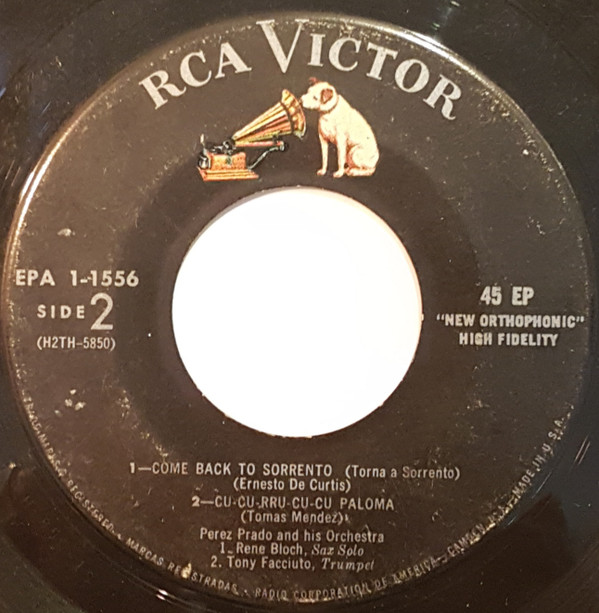 RCA VICTOR
EPA 1-1556
SIDE 2
(H2TH-5850)
45 EP
"NEW ORTHOPHONIC"
HIGH FIDELITY
1—COME BACK TO SORRENTO (Torna a Sorrento)
(Ernesto De Curtis)
2—CU-CU-RRU-CU-CU PALOMA
(Tomas Mendez)
Perez Prado and his Orchestra
1. Rene Bloch, Sax Solo
2. Tony Facciuto, Trumpet
TRADEMARKS REGISTERED - MARCAS REGISTRADAS - RADIO CORPORATION OF AMERICA - CAMDEN, MADE IN U.S.A.